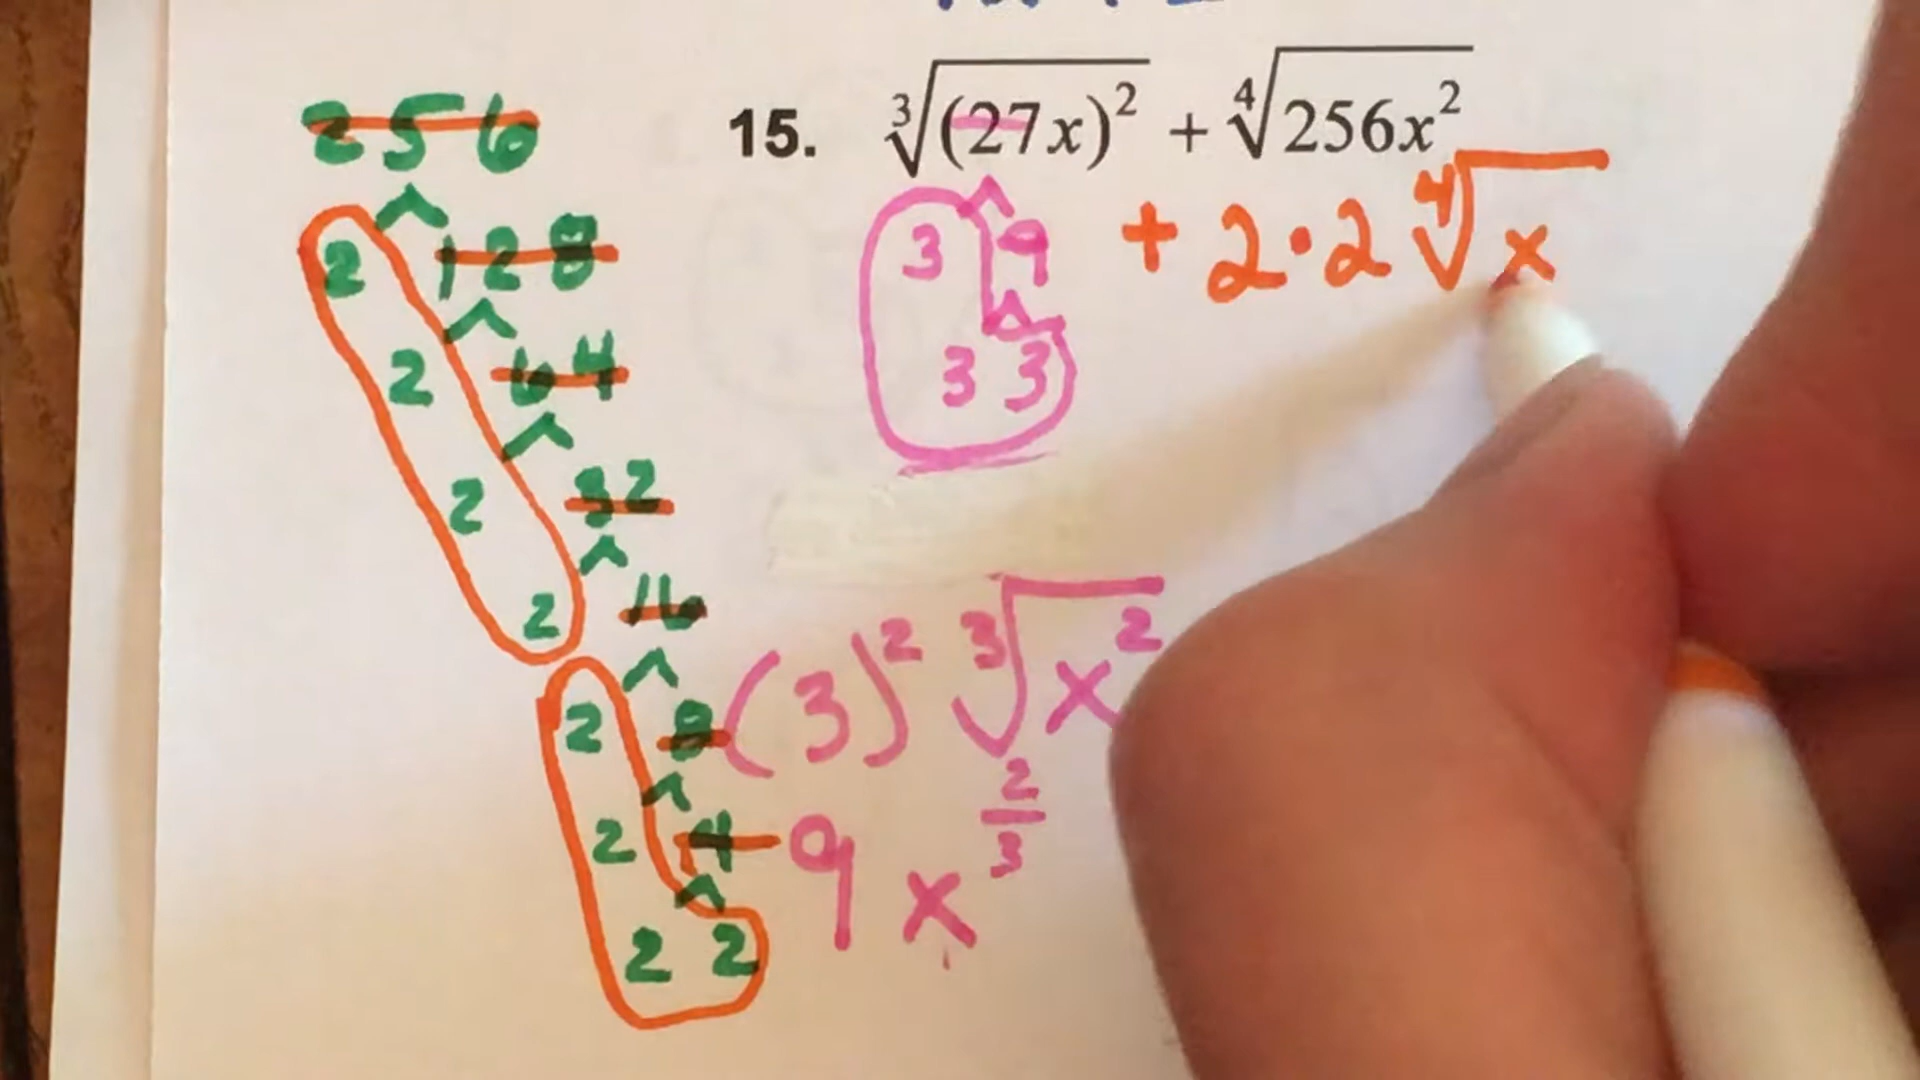 15. ∛(27x)² + ∜256x²
256
+ 2·2 ∜x
2 128
3 9
2 64
3 3
2 32
2 16
(3)² ∛x²
2 8
9 x^(2/3)
2 4
2 2